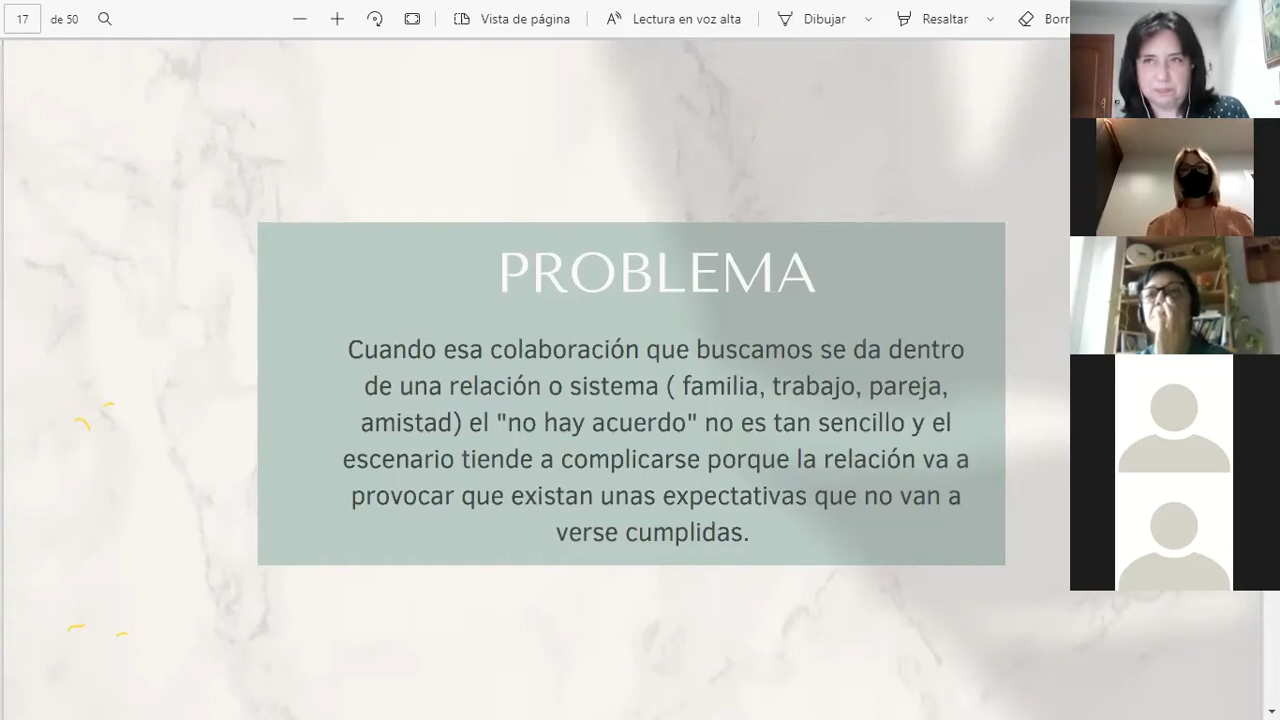 17 de 50 Vista de página Lectura en voz alta Dibujar Resaltar
PROBLEMA
Cuando esa colaboración que buscamos se da dentro
de una relación o sistema ( familia, trabajo, pareja,
amistad) el "no hay acuerdo" no es tan sencillo y el
escenario tiende a complicarse porque la relación va a
provocar que existan unas expectativas que no van a
verse cumplidas.